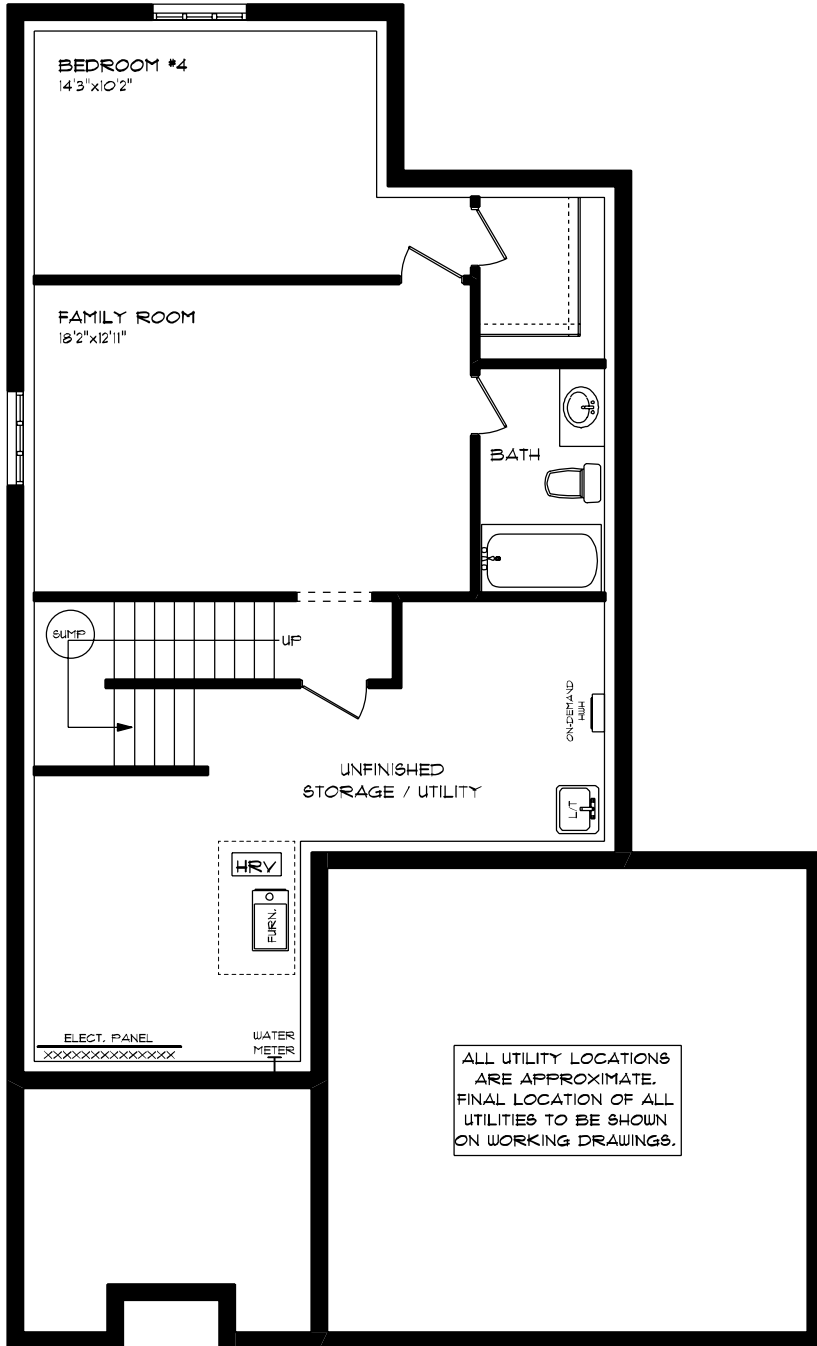 BEDROOM #4
14'3"x10'2"
FAMILY ROOM
18'2"x12'11"
BATH
SUMP
UP
ON-DEMAND
HWH
UNFINISHED
STORAGE / UTILITY
L/T
HRV
FURN.
ELECT. PANEL
WATER
METER
ALL UTILITY LOCATIONS
ARE APPROXIMATE.
FINAL LOCATION OF ALL
UTILITIES TO BE SHOWN
ON WORKING DRAWINGS.